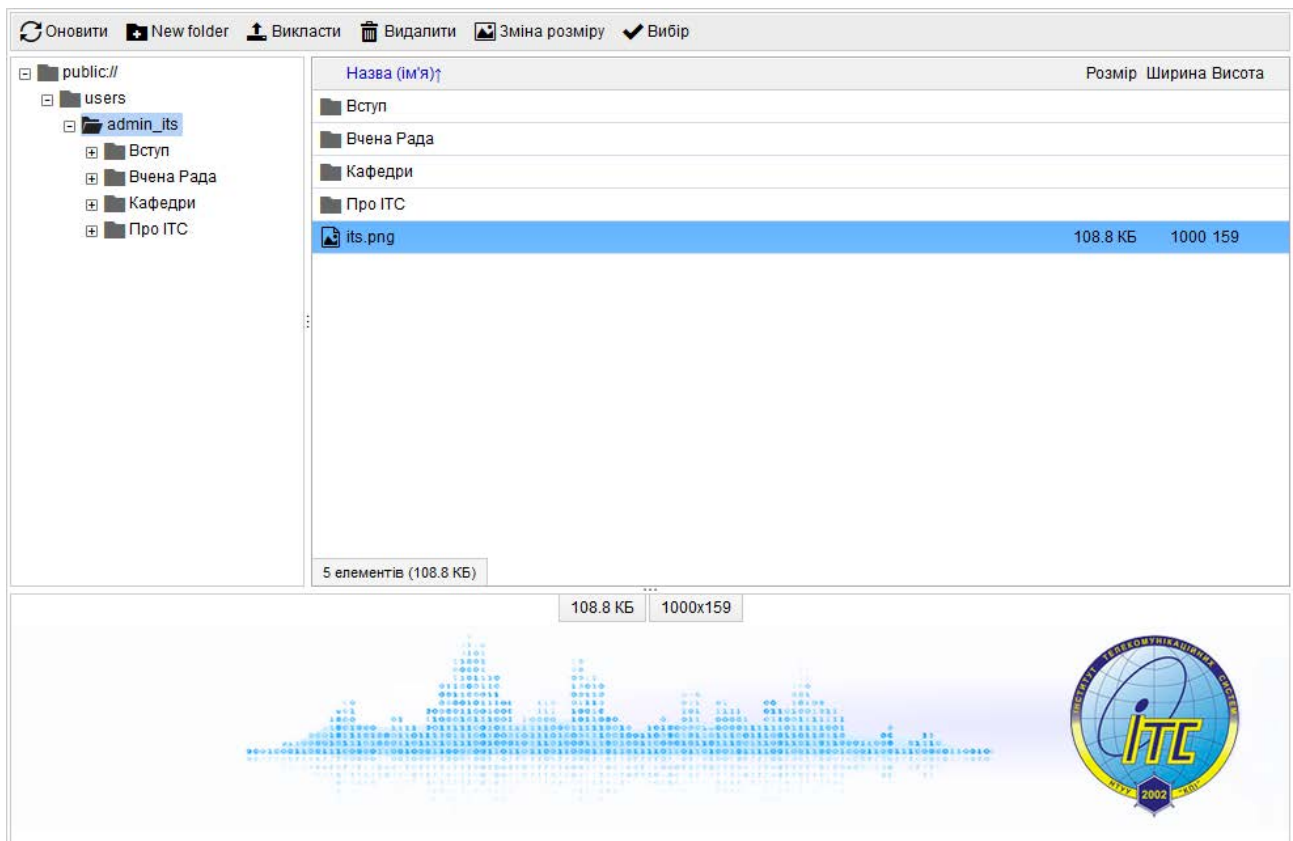 Оновити New folder Викласти Видалити Зміна розміру Вибір
public://
users
admin_its
Вступ
Вчена Рада
Кафедри
Про ІТС
Назва (ім'я)↑ Розмір Ширина Висота
Вступ
Вчена Рада
Кафедри
Про ІТС
its.png 108.8 КБ 1000 159
5 елементів (108.8 КБ)
108.8 КБ 1000x159
ІНСТИТУТ ТЕЛЕКОМУНІКАЦІЙНИХ СИСТЕМ
ІТС
НТУУ 2002 "КПІ"